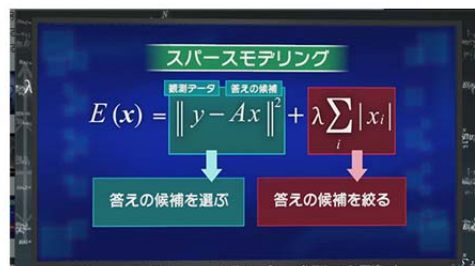 スパースモデリング
観測データ 答えの候補
E(x) = ‖ y − Ax ‖² + λ∑ᵢ |xᵢ|
答えの候補を選ぶ 答えの候補を絞る